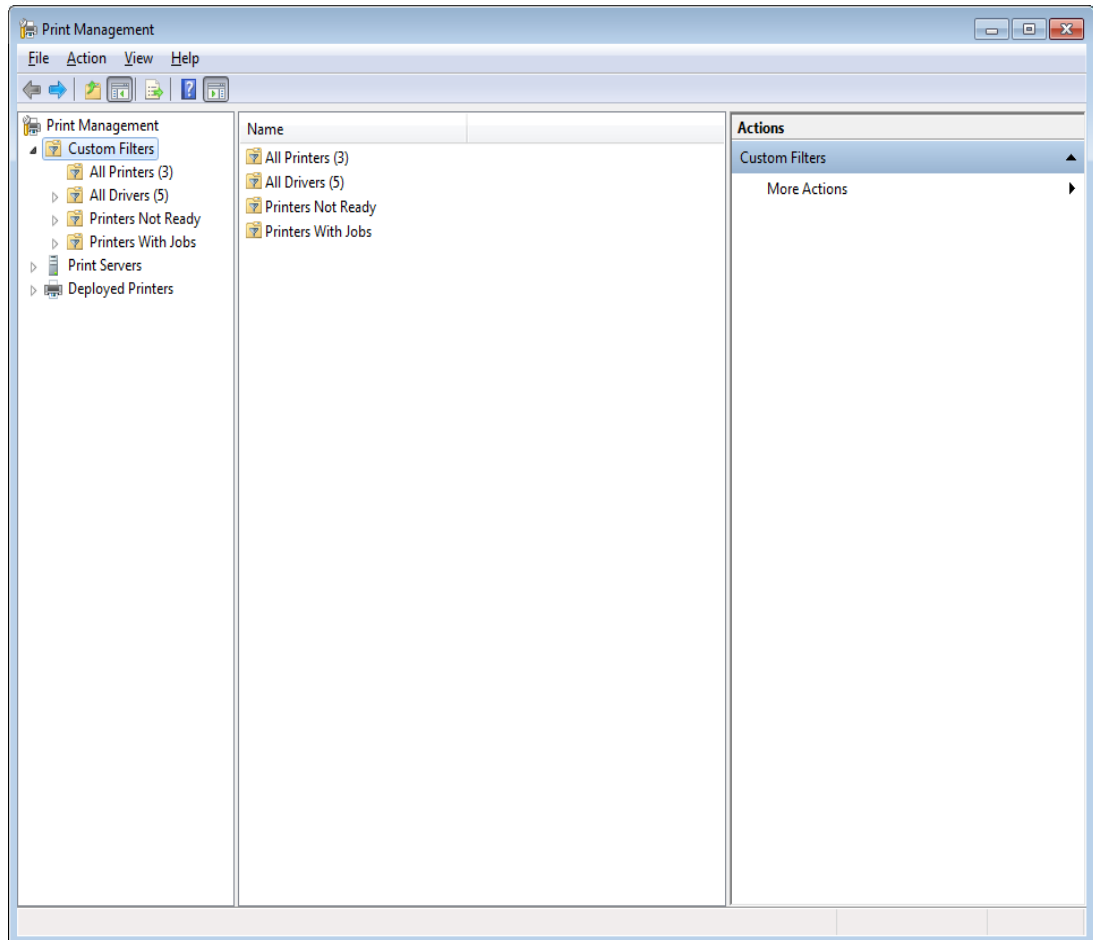 Print Management
File Action View Help
Print Management
Custom Filters
All Printers (3)
All Drivers (5)
Printers Not Ready
Printers With Jobs
Print Servers
Deployed Printers
Name
All Printers (3)
All Drivers (5)
Printers Not Ready
Printers With Jobs
Actions
Custom Filters
More Actions